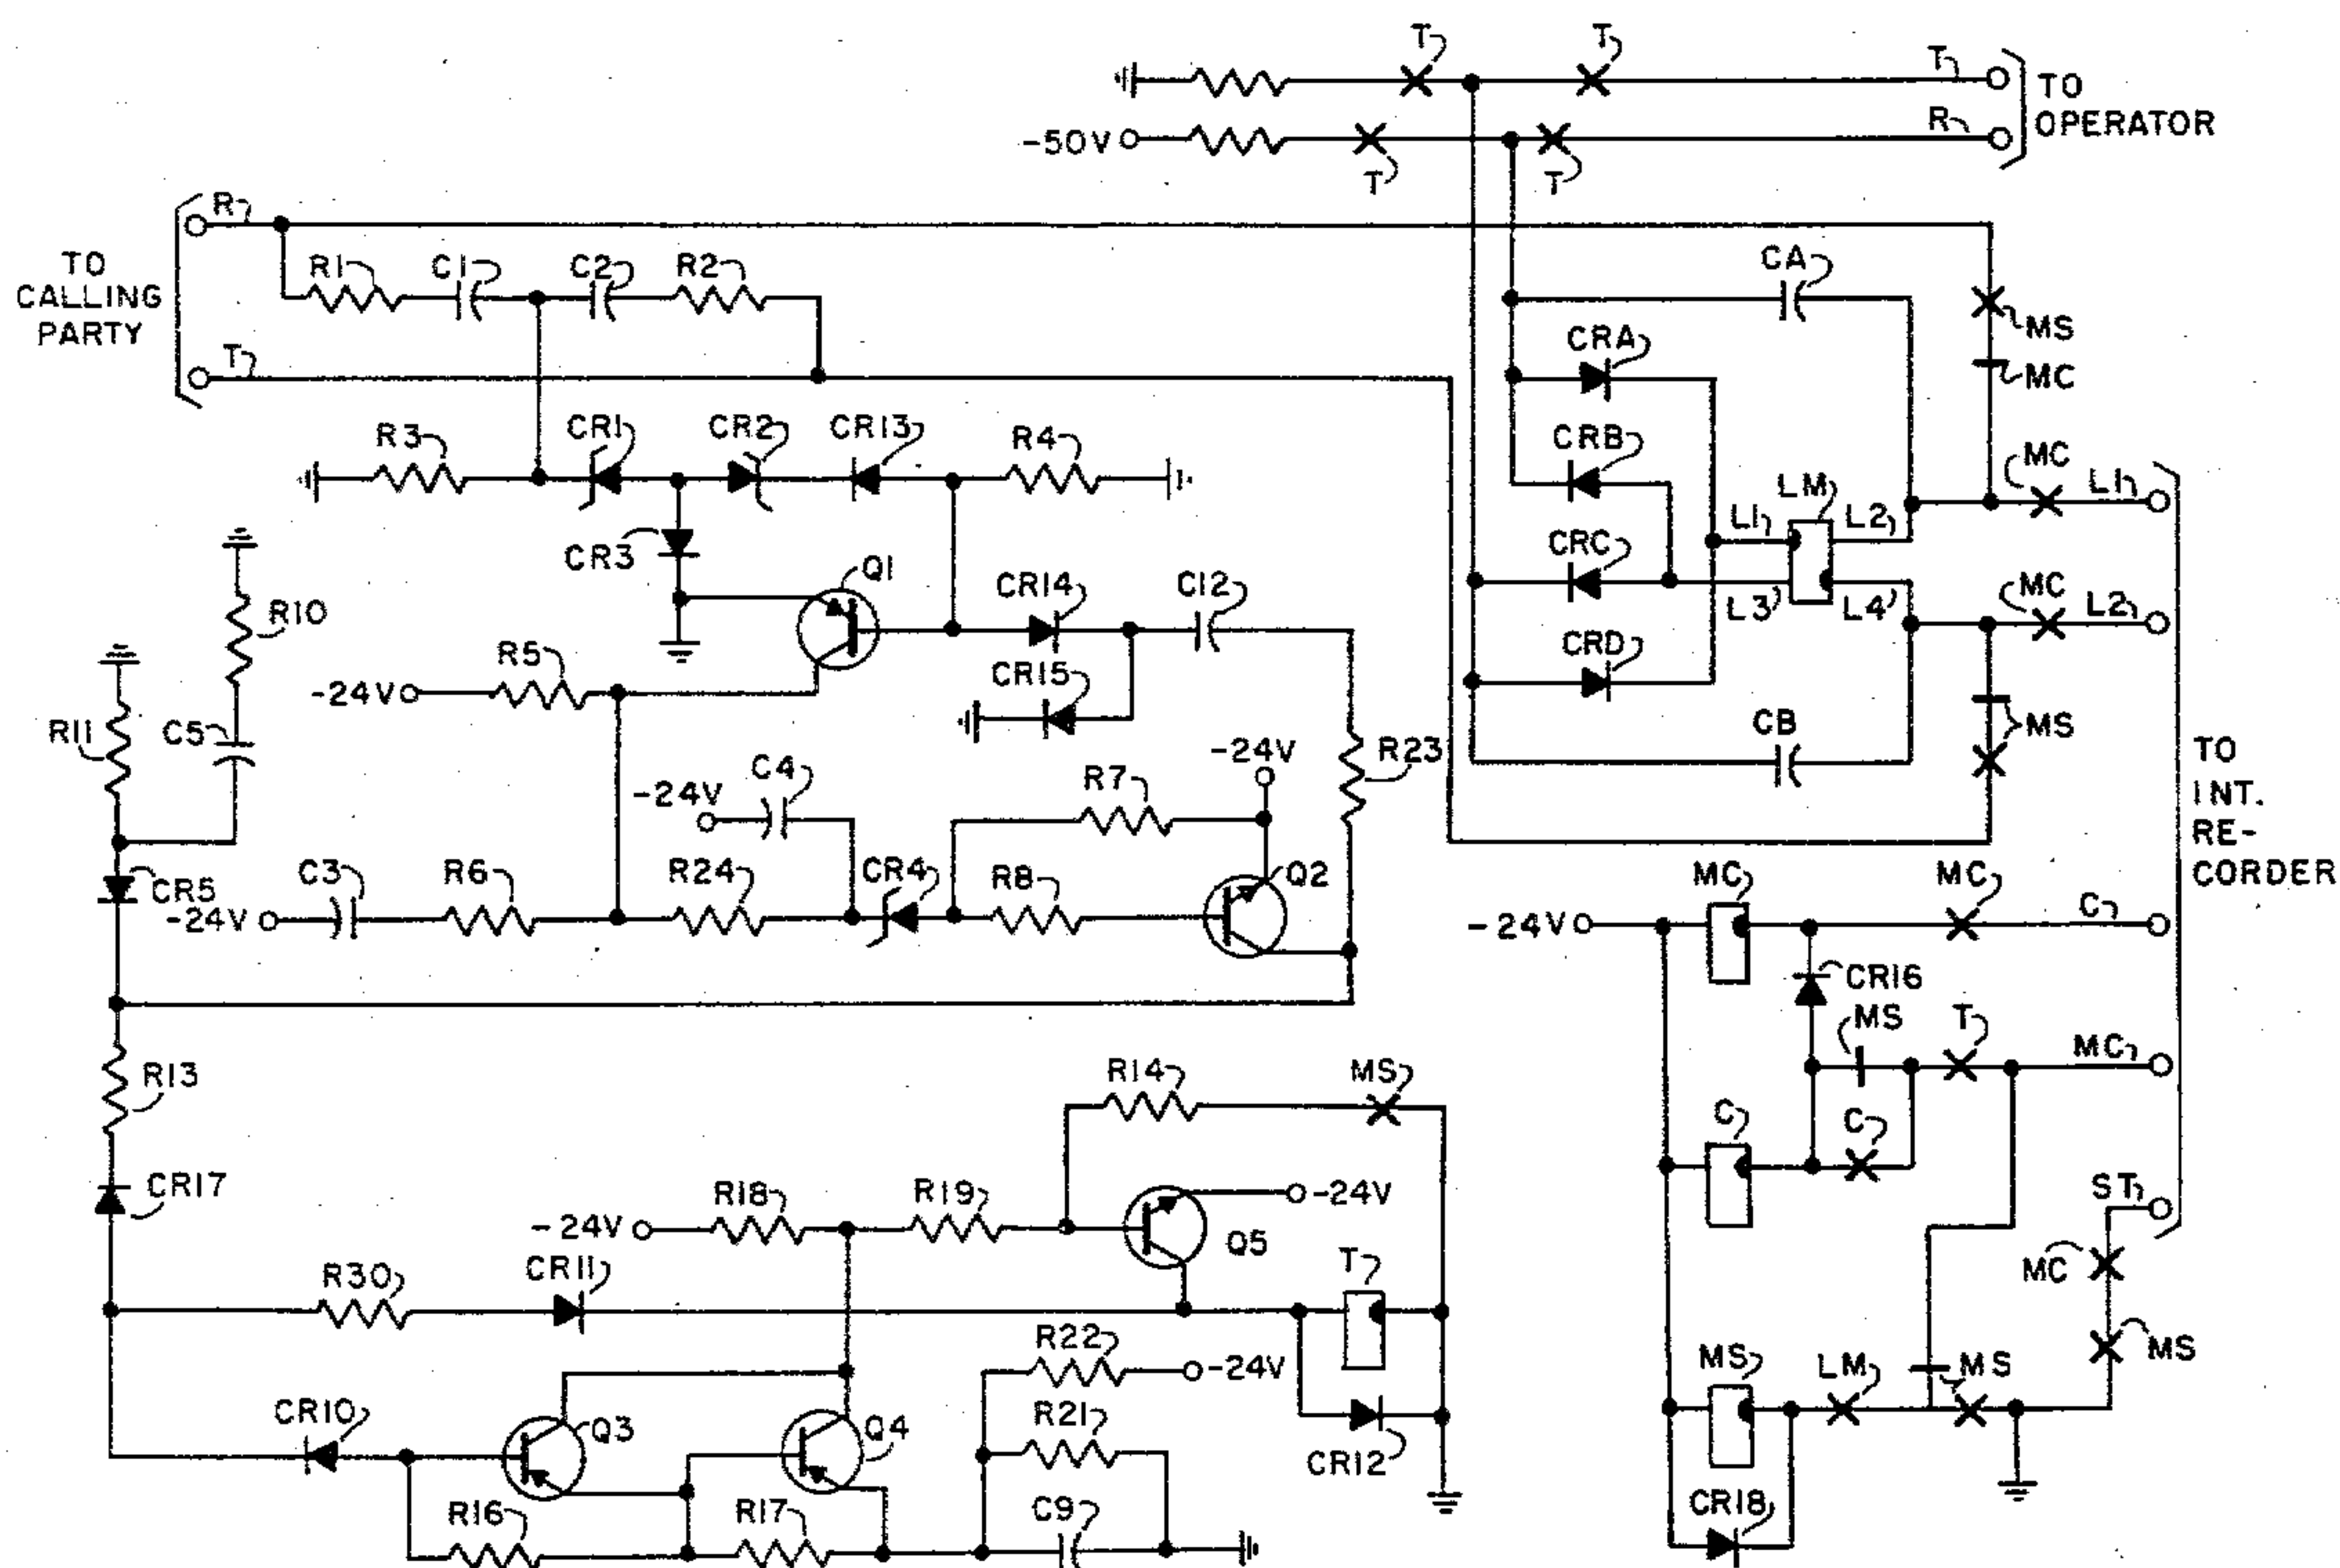 T T T TO
R OPERATOR
-50V
T T
R
TO
CALLING
PARTY
R1 C1 C2 R2
T
CA
MS
MC
CRA
R3 CR1 CR2 CR13 R4
CRB
MC
L1
LM
L1 L2
CR3
Q1
CRC
R10
CR14 C12
L3 L4
MC
L2
R5
CRD
-24V
CR15
R11 C5
-24V
R23
CB
MS
TO
INT.
RE-
CORDER
C4
-24V
R7
CR5
C3 R6 R24 CR4 R8 Q2
-24V
MC MC
-24V
C
CR16
MS T
MC
R13
R14 MS
C C
CR17
R18 R19
-24V
-24V
ST
Q5
T
MC
R30 CR11
R22
-24V
MS
MS LM MS
CR10
Q3
Q4
R21
CR12
R16 R17 C9
CR18